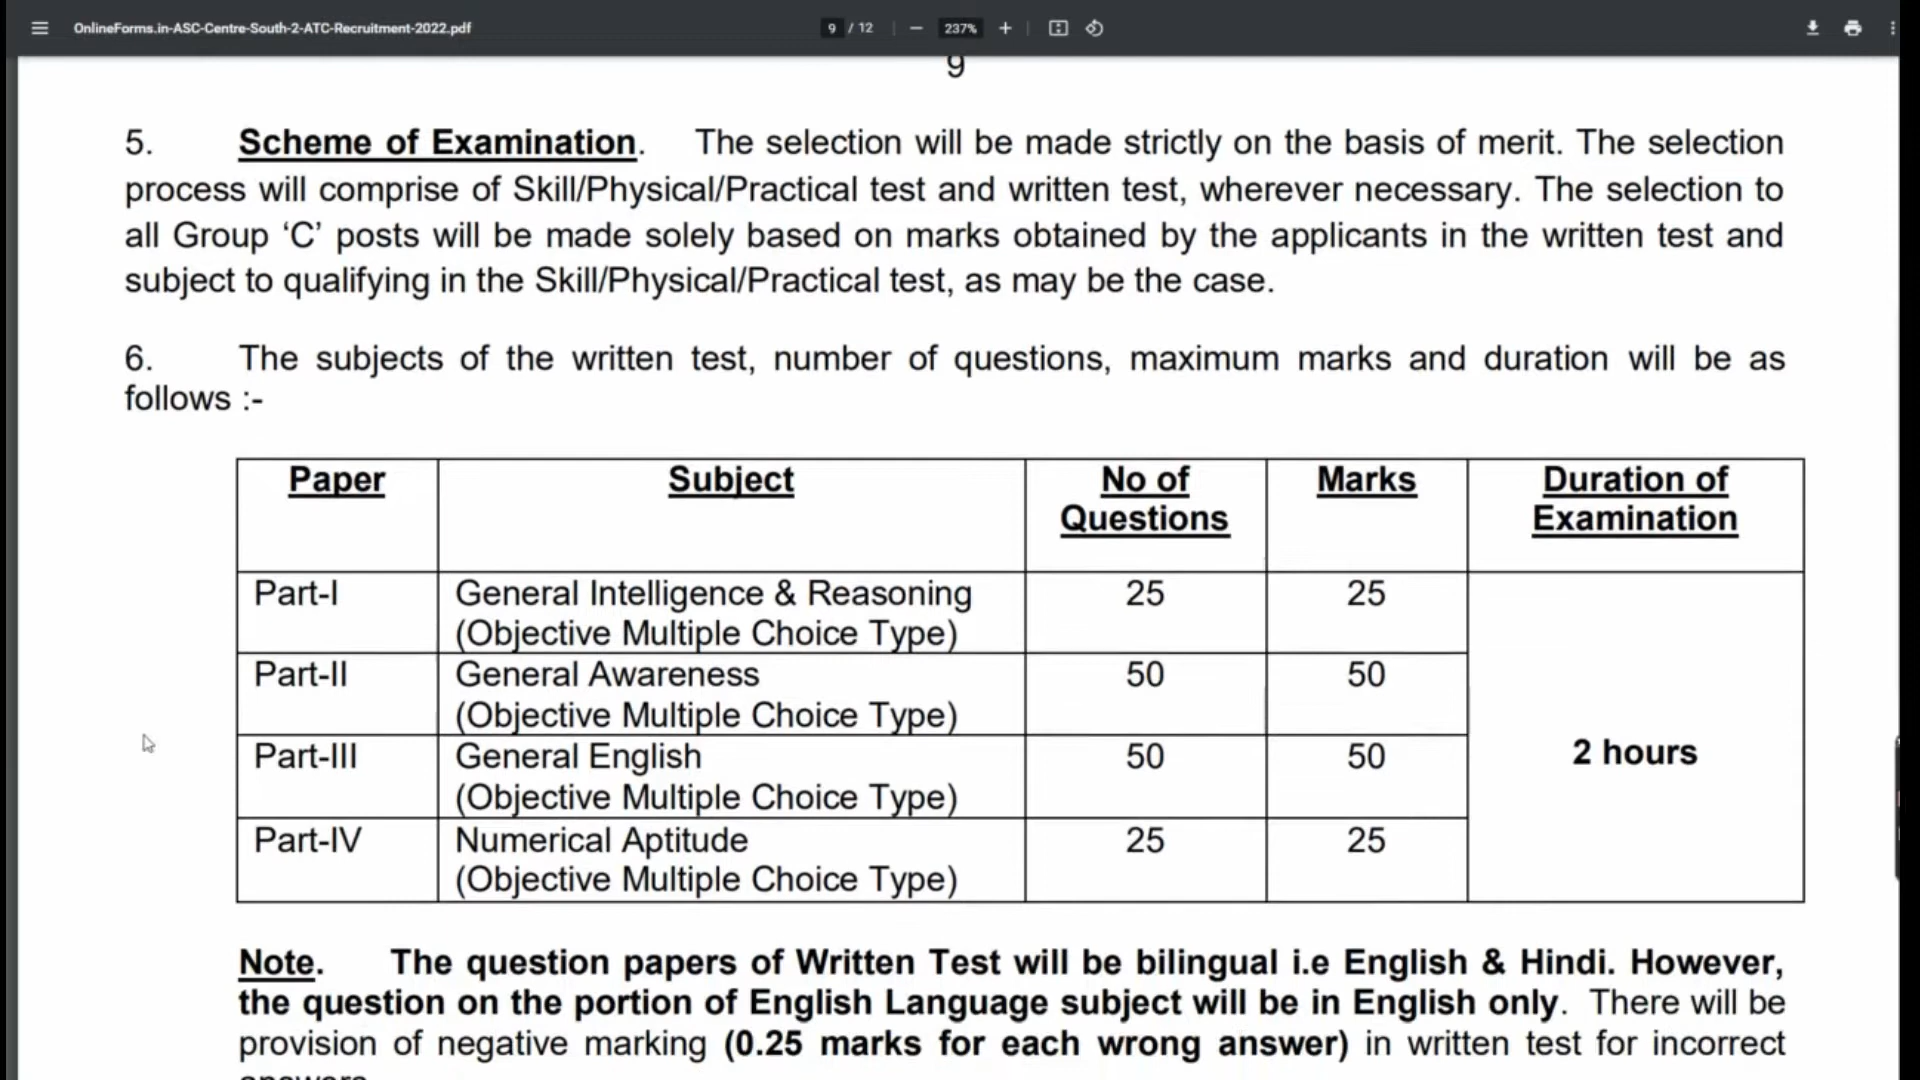 OnlineForms.in-ASC-Centre-South-2-ATC-Recruitment-2022.pdf
9 / 12
237%
9
5. Scheme of Examination. The selection will be made strictly on the basis of merit. The selection
process will comprise of Skill/Physical/Practical test and written test, wherever necessary. The selection to
all Group ‘C’ posts will be made solely based on marks obtained by the applicants in the written test and
subject to qualifying in the Skill/Physical/Practical test, as may be the case.
6. The subjects of the written test, number of questions, maximum marks and duration will be as
follows :-
Paper Subject No of Questions Marks Duration of Examination
Part-I General Intelligence & Reasoning 25 25
(Objective Multiple Choice Type)
Part-II General Awareness 50 50
(Objective Multiple Choice Type)
2 hours
Part-III General English 50 50
(Objective Multiple Choice Type)
Part-IV Numerical Aptitude 25 25
(Objective Multiple Choice Type)
Note. The question papers of Written Test will be bilingual i.e English & Hindi. However,
the question on the portion of English Language subject will be in English only. There will be
provision of negative marking (0.25 marks for each wrong answer) in written test for incorrect